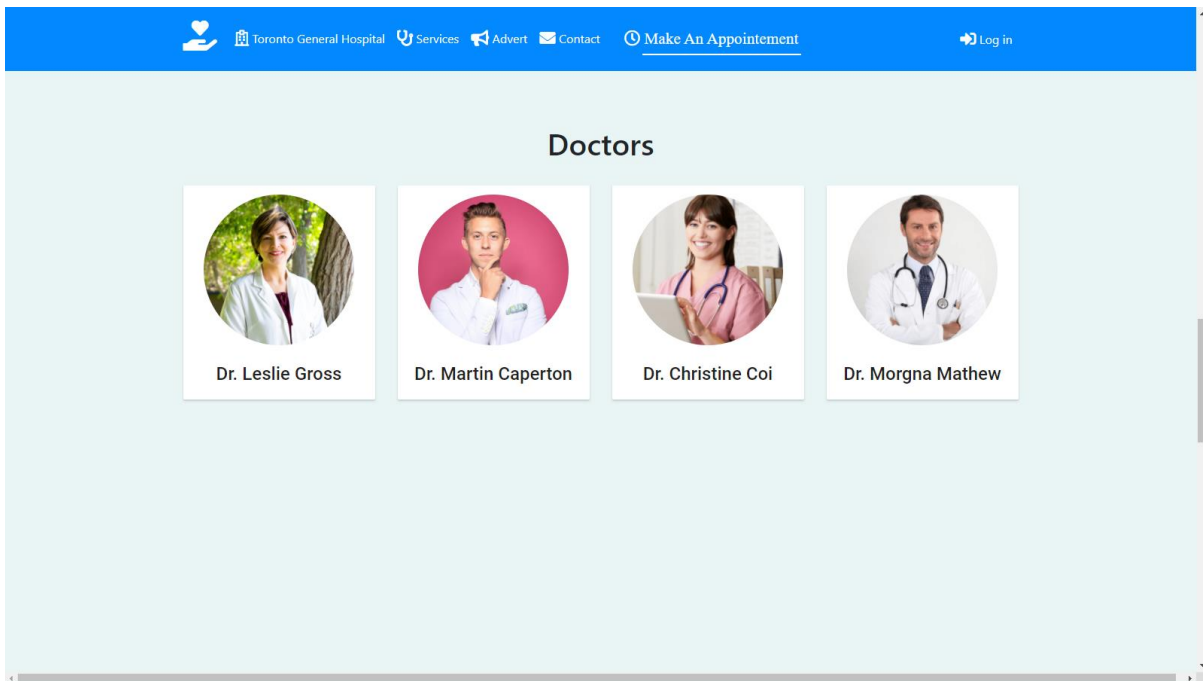 Toronto General Hospital Services Advert Contact Make An Appointement Log in
Doctors
Dr. Leslie Gross Dr. Martin Caperton Dr. Christine Coi Dr. Morgna Mathew